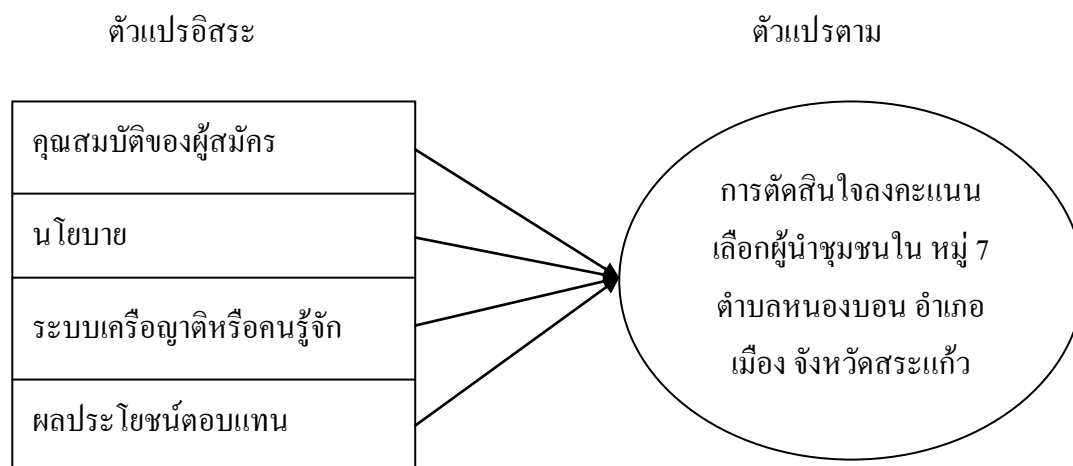 ตัวแปรอิสระ
ตัวแปรตาม
คุณสมบัติของผู้สมัคร
นโยบาย
ระบบเครือญาติหรือคนรู้จัก
ผลประโยชน์ตอบแทน
การตัดสินใจลงคะแนน
เลือกผู้นำชุมชนใน หมู่ 7
ตำบลหนองบอน อำเภอ
เมือง จังหวัดสระแก้ว